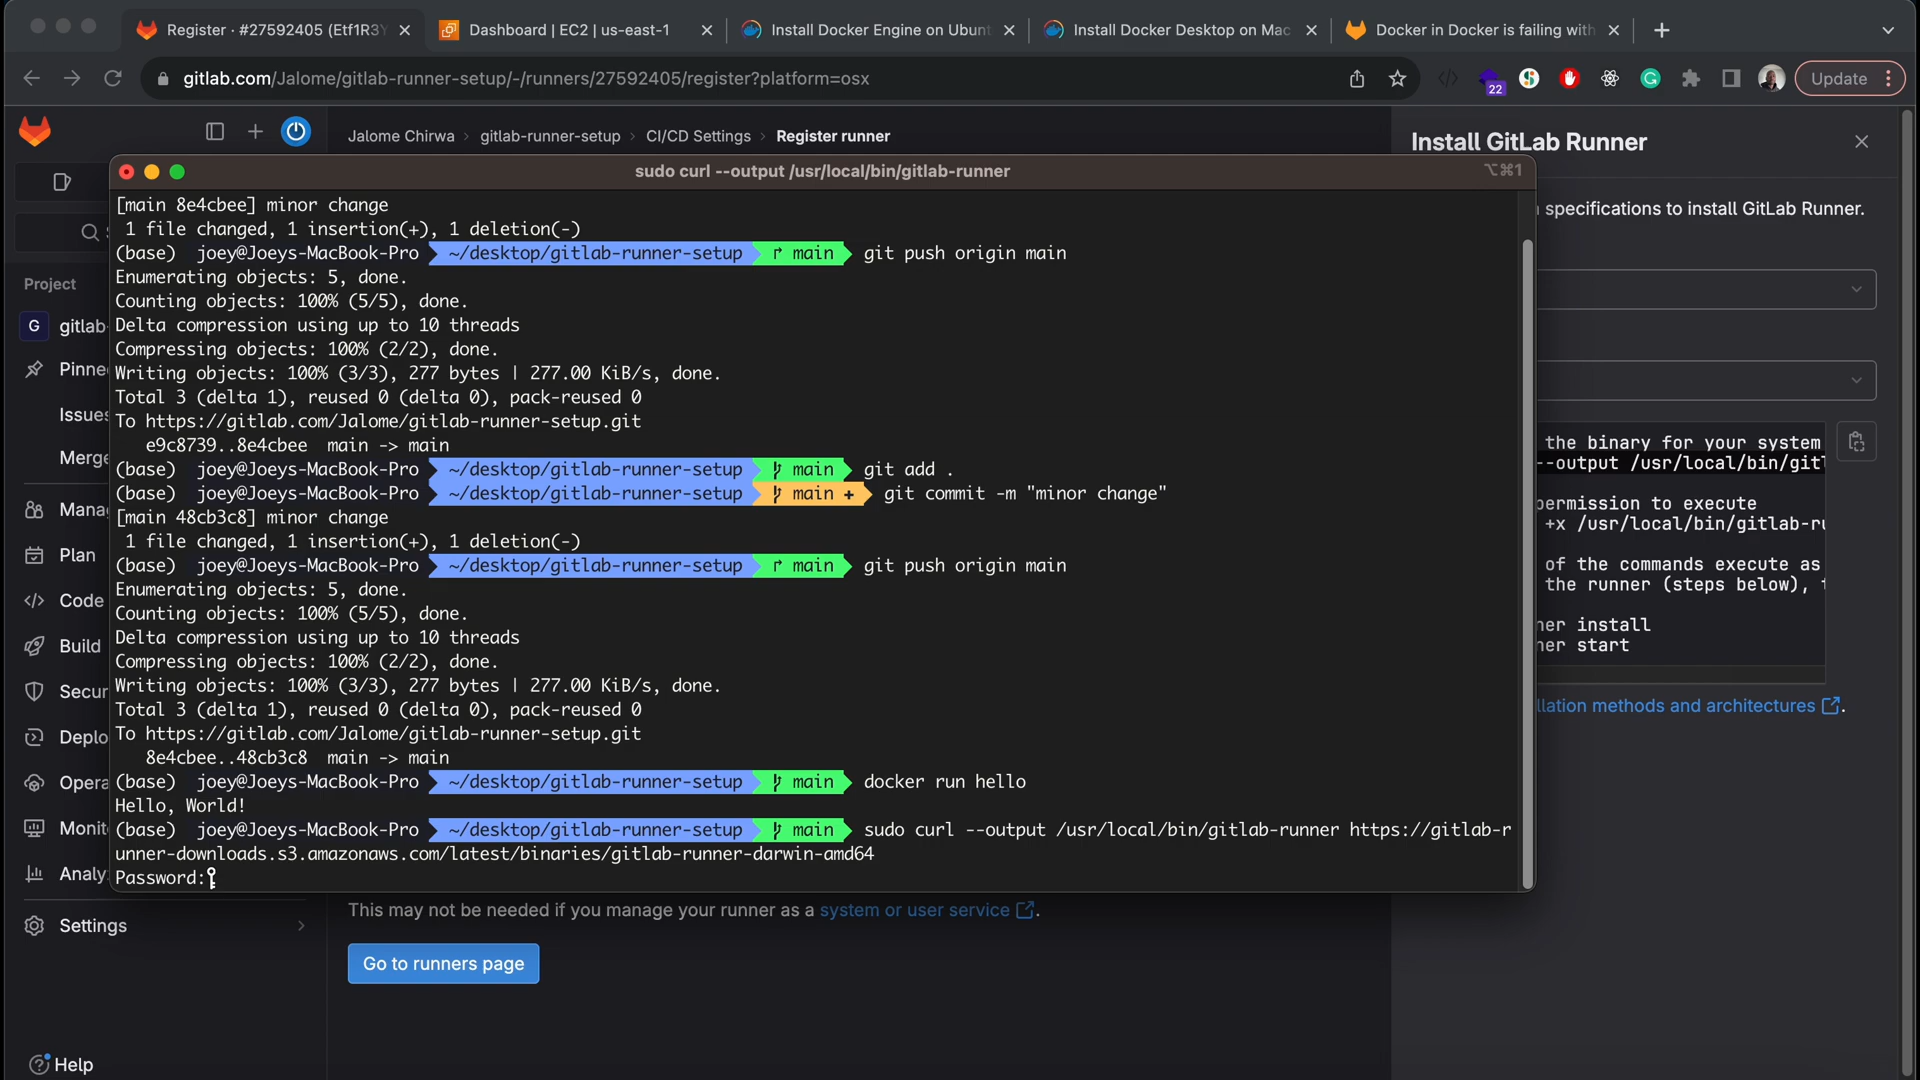 Register · #27592405 (Etf1R3Y
Dashboard | EC2 | us-east-1
Install Docker Engine on Ubunt
Install Docker Desktop on Mac
Docker in Docker is failing with
gitlab.com/Jalome/gitlab-runner-setup/-/runners/27592405/register?platform=osx
22
Update
Jalome Chirwa
gitlab-runner-setup
CI/CD Settings
Register runner
Install GitLab Runner
sudo curl --output /usr/local/bin/gitlab-runner
⌥⌘1
[main 8e4cbee] minor change
1 file changed, 1 insertion(+), 1 deletion(-)
(base) joey@Joeys-MacBook-Pro ~/desktop/gitlab-runner-setup main git push origin main
Enumerating objects: 5, done.
Counting objects: 100% (5/5), done.
Delta compression using up to 10 threads
Compressing objects: 100% (2/2), done.
Writing objects: 100% (3/3), 277 bytes | 277.00 KiB/s, done.
Total 3 (delta 1), reused 0 (delta 0), pack-reused 0
To https://gitlab.com/Jalome/gitlab-runner-setup.git
e9c8739..8e4cbee main -> main
(base) joey@Joeys-MacBook-Pro ~/desktop/gitlab-runner-setup main git add .
(base) joey@Joeys-MacBook-Pro ~/desktop/gitlab-runner-setup main + git commit -m "minor change"
[main 48cb3c8] minor change
1 file changed, 1 insertion(+), 1 deletion(-)
(base) joey@Joeys-MacBook-Pro ~/desktop/gitlab-runner-setup main git push origin main
Enumerating objects: 5, done.
Counting objects: 100% (5/5), done.
Delta compression using up to 10 threads
Compressing objects: 100% (2/2), done.
Writing objects: 100% (3/3), 277 bytes | 277.00 KiB/s, done.
Total 3 (delta 1), reused 0 (delta 0), pack-reused 0
To https://gitlab.com/Jalome/gitlab-runner-setup.git
8e4cbee..48cb3c8 main -> main
(base) joey@Joeys-MacBook-Pro ~/desktop/gitlab-runner-setup main docker run hello
Hello, World!
(base) joey@Joeys-MacBook-Pro ~/desktop/gitlab-runner-setup main sudo curl --output /usr/local/bin/gitlab-runner https://gitlab-r
unner-downloads.s3.amazonaws.com/latest/binaries/gitlab-runner-darwin-amd64
Password:
Project
G gitlab-
Pinne
Issues
Merge
Mana
Plan
Code
Build
Secur
Deplo
Opera
Monit
Analy
Settings
Help
specifications to install GitLab Runner.
the binary for your system
--output /usr/local/bin/gitl
permission to execute
+x /usr/local/bin/gitlab-ru
of the commands execute as
the runner (steps below), t
ner install
ner start
llation methods and architectures.
This may not be needed if you manage your runner as a system or user service.
Go to runners page